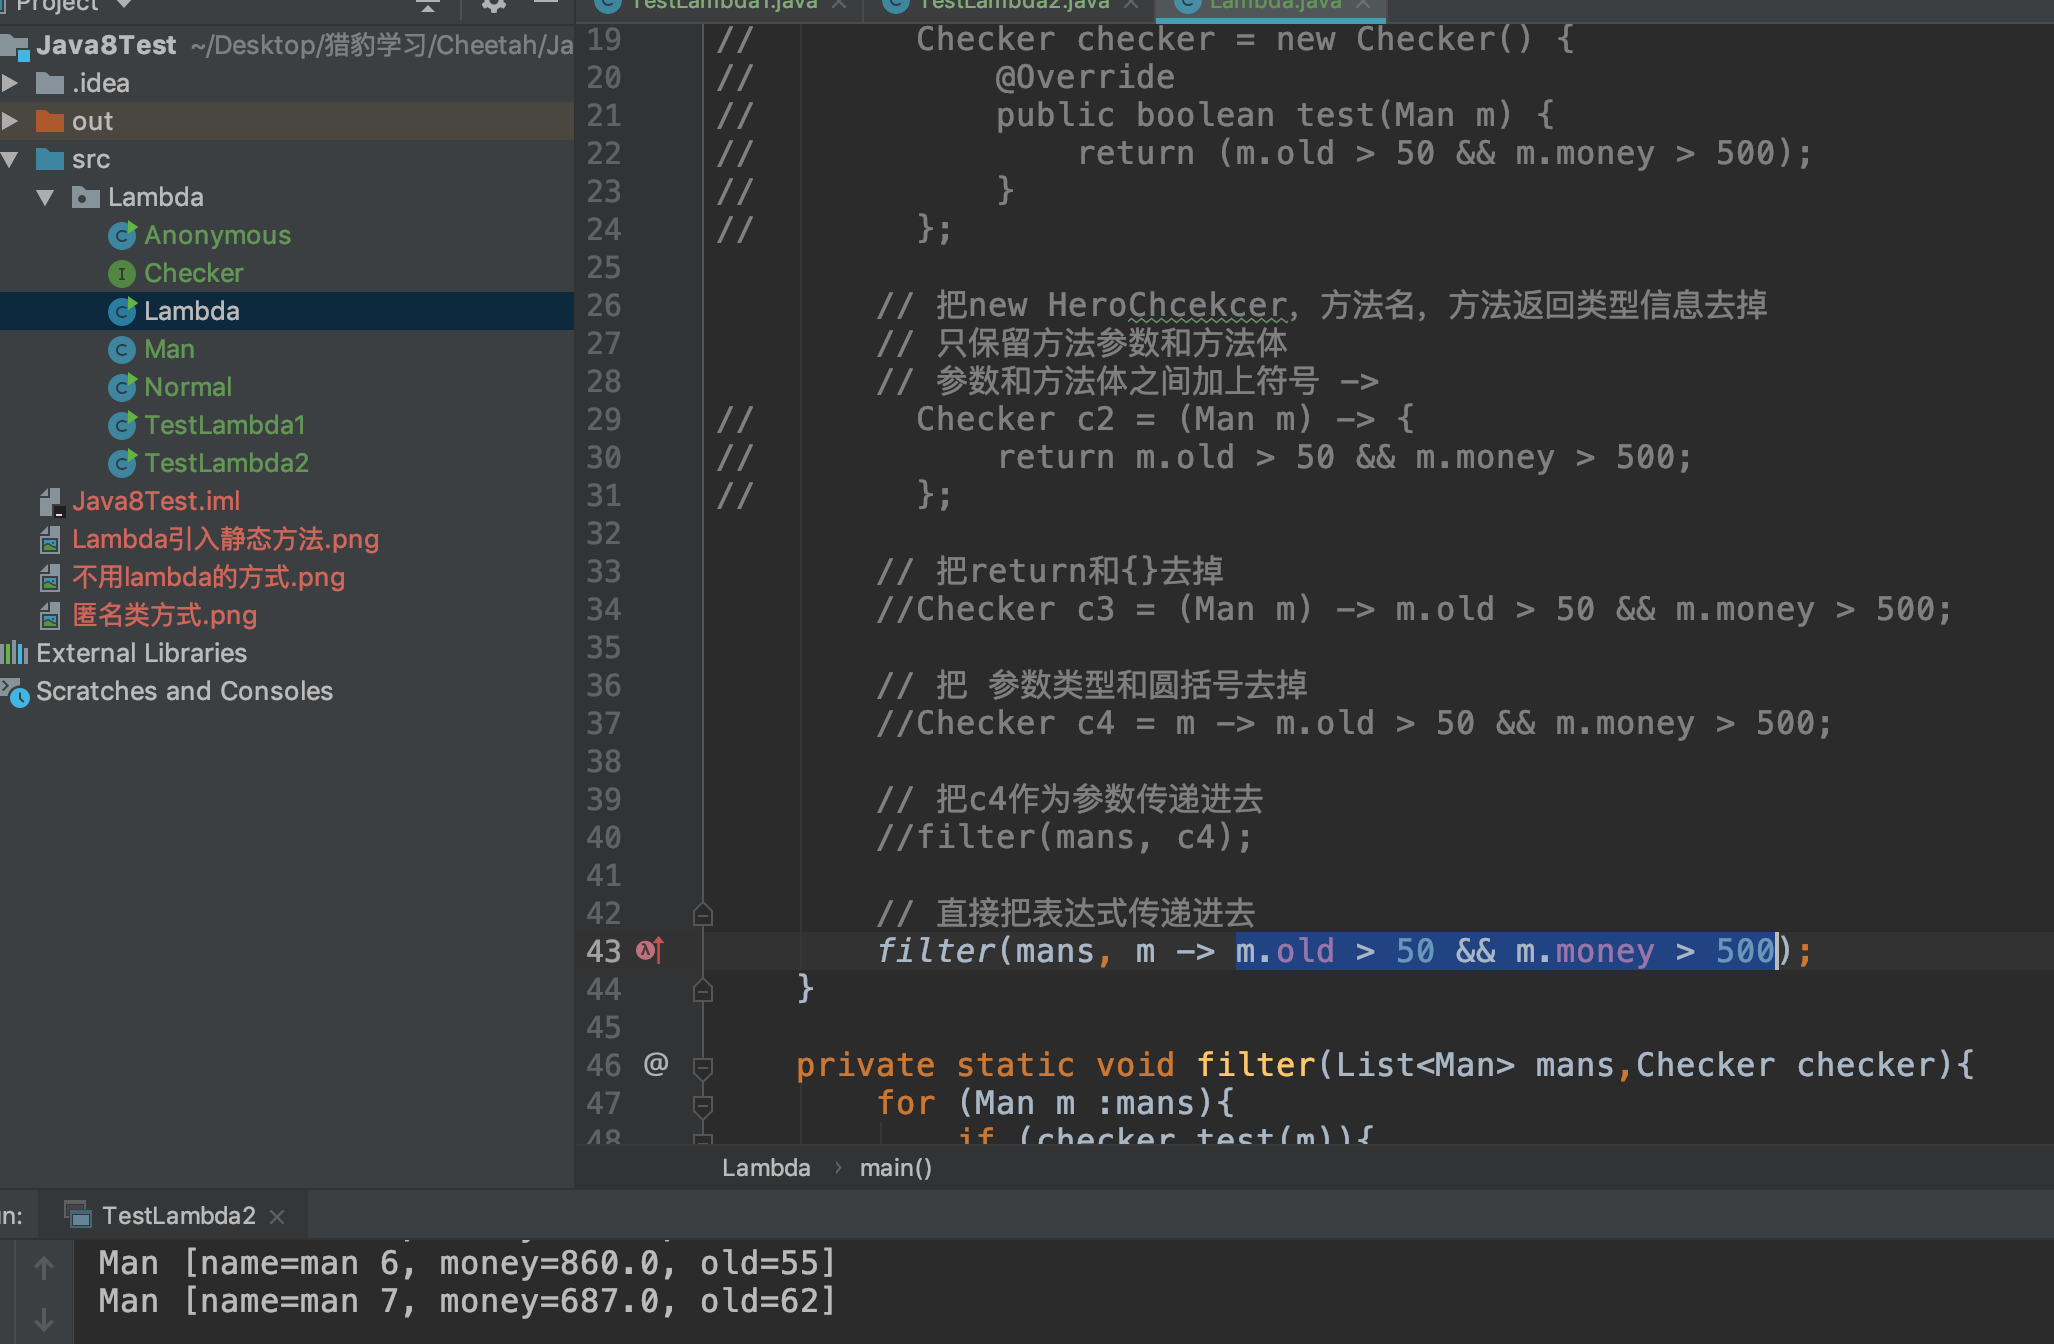 Project
Java8Test ~/Desktop/猎豹学习/Cheetah/Ja
.idea
out
src
Lambda
Anonymous
Checker
Lambda
Man
Normal
TestLambda1
TestLambda2
Java8Test.iml
Lambda引入静态方法.png
不用lambda的方式.png
匿名类方式.png
External Libraries
Scratches and Consoles
TestLambda1.java TestLambda2.java Lambda.java
19 // Checker checker = new Checker() {
20 // @Override
21 // public boolean test(Man m) {
22 // return (m.old > 50 && m.money > 500);
23 // }
24 // };
25
26 // 把new HeroChcekcer，方法名，方法返回类型信息去掉
27 // 只保留方法参数和方法体
28 // 参数和方法体之间加上符号 ->
29 // Checker c2 = (Man m) -> {
30 // return m.old > 50 && m.money > 500;
31 // };
32
33 // 把return和{}去掉
34 //Checker c3 = (Man m) -> m.old > 50 && m.money > 500;
35
36 // 把 参数类型和圆括号去掉
37 //Checker c4 = m -> m.old > 50 && m.money > 500;
38
39 // 把c4作为参数传递进去
40 //filter(mans, c4);
41
42 // 直接把表达式传递进去
43 filter(mans, m -> m.old > 50 && m.money > 500);
44 }
45
46 @ private static void filter(List<Man> mans,Checker checker){
47 for (Man m :mans){
48 if (checker.test(m)){
Lambda › main()
un: TestLambda2
Man [name=man 6, money=860.0, old=55]
Man [name=man 7, money=687.0, old=62]